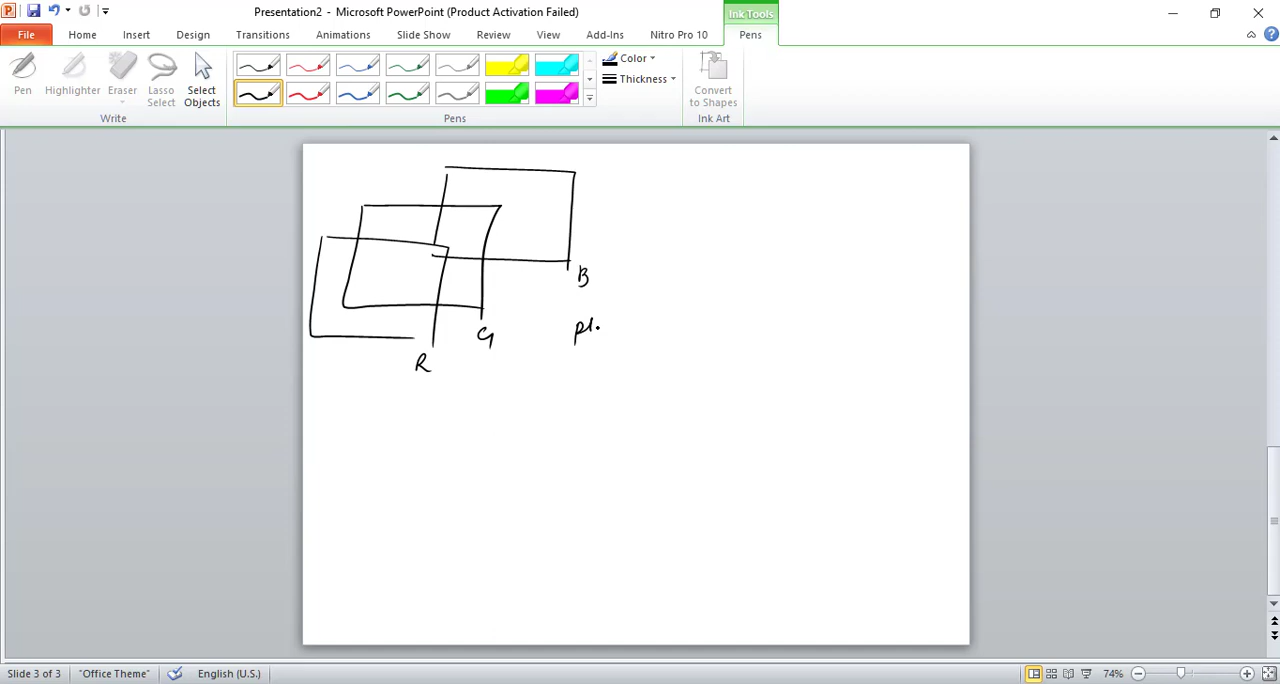 Presentation2 - Microsoft PowerPoint (Product Activation Failed)
Ink Tools
File Home Insert Design Transitions Animations Slide Show Review View Add-Ins Nitro Pro 10 Pens
Pen Highlighter Eraser Lasso Select Select Objects
Color Thickness
Convert to Shapes
Write Pens Ink Art
B
pl.
G
R
Slide 3 of 3 "Office Theme" English (U.S.) 74%